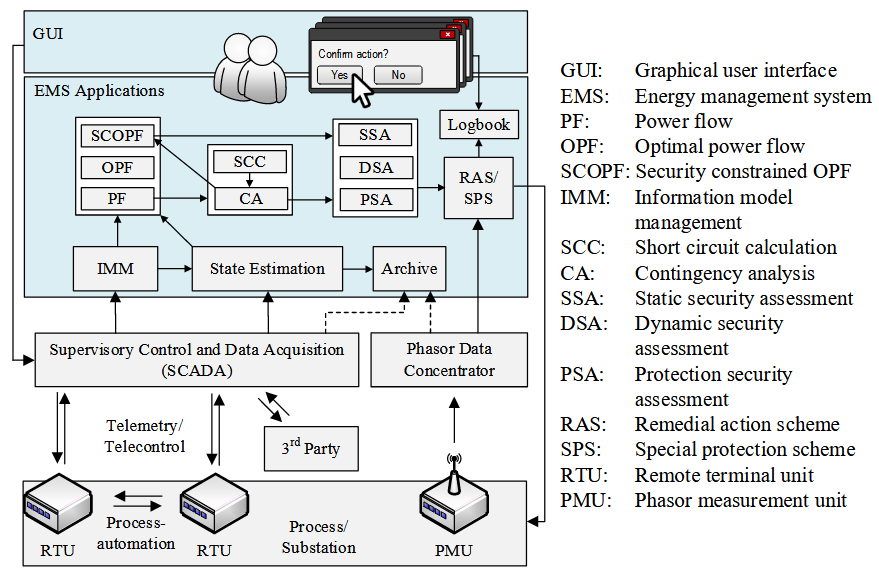 GUI
Confirm action?
Yes No
EMS Applications
Logbook
SCOPF
OPF
PF
SCC
CA
SSA
DSA
PSA
RAS/
SPS
IMM
State Estimation
Archive
Supervisory Control and Data Acquisition
(SCADA)
Phasor Data
Concentrator
Telemetry/
Telecontrol
3rd Party
Process-
automation
Process/
Substation
RTU
RTU
PMU
GUI: Graphical user interface
EMS: Energy management system
PF: Power flow
OPF: Optimal power flow
SCOPF: Security constrained OPF
IMM: Information model
management
SCC: Short circuit calculation
CA: Contingency analysis
SSA: Static security assessment
DSA: Dynamic security
assessment
PSA: Protection security
assessment
RAS: Remedial action scheme
SPS: Special protection scheme
RTU: Remote terminal unit
PMU: Phasor measurement unit